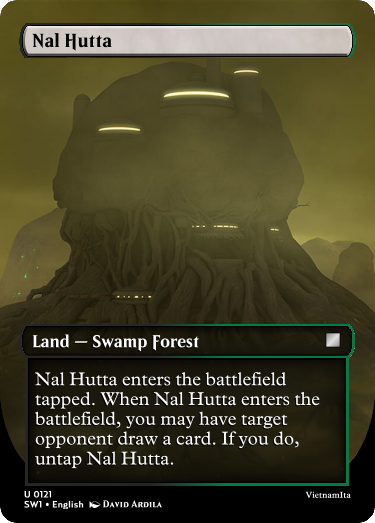 Nal Hutta
Land — Swamp Forest
Nal Hutta enters the battlefield
tapped. When Nal Hutta enters the
battlefield, you may have target
opponent draw a card. If you do,
untap Nal Hutta.
U 0121
SW1 • English David Ardila
VietnamIta